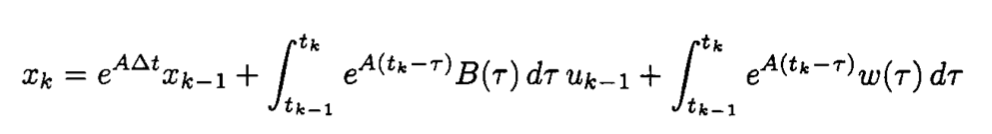 $x_k = e^{A\Delta t} x_{k-1} + \int_{t_{k-1}}^{t_k} e^{A(t_k-\tau)} B(\tau)\, d\tau\, u_{k-1} + \int_{t_{k-1}}^{t_k} e^{A(t_k-\tau)} w(\tau)\, d\tau$